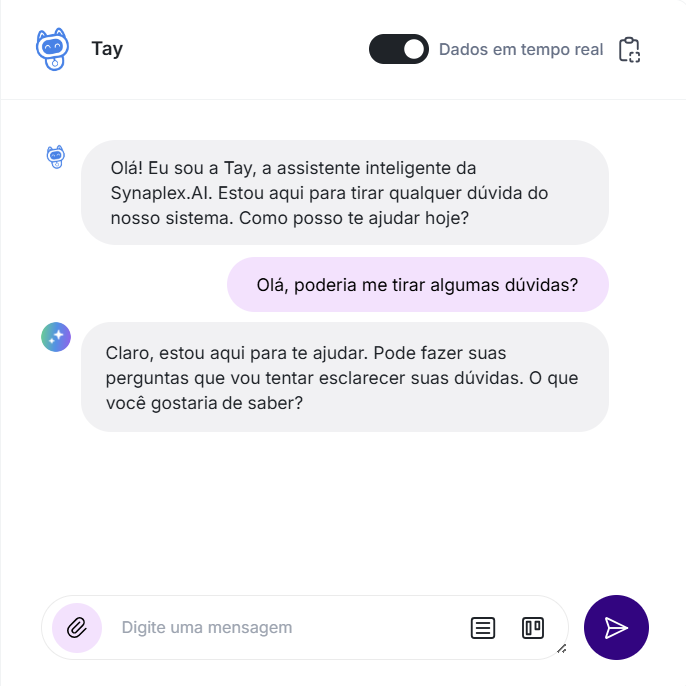 Tay
Dados em tempo real
Olá! Eu sou a Tay, a assistente inteligente da
Synaplex.AI. Estou aqui para tirar qualquer dúvida do
nosso sistema. Como posso te ajudar hoje?
Olá, poderia me tirar algumas dúvidas?
Claro, estou aqui para te ajudar. Pode fazer suas
perguntas que vou tentar esclarecer suas dúvidas. O que
você gostaria de saber?
Digite uma mensagem